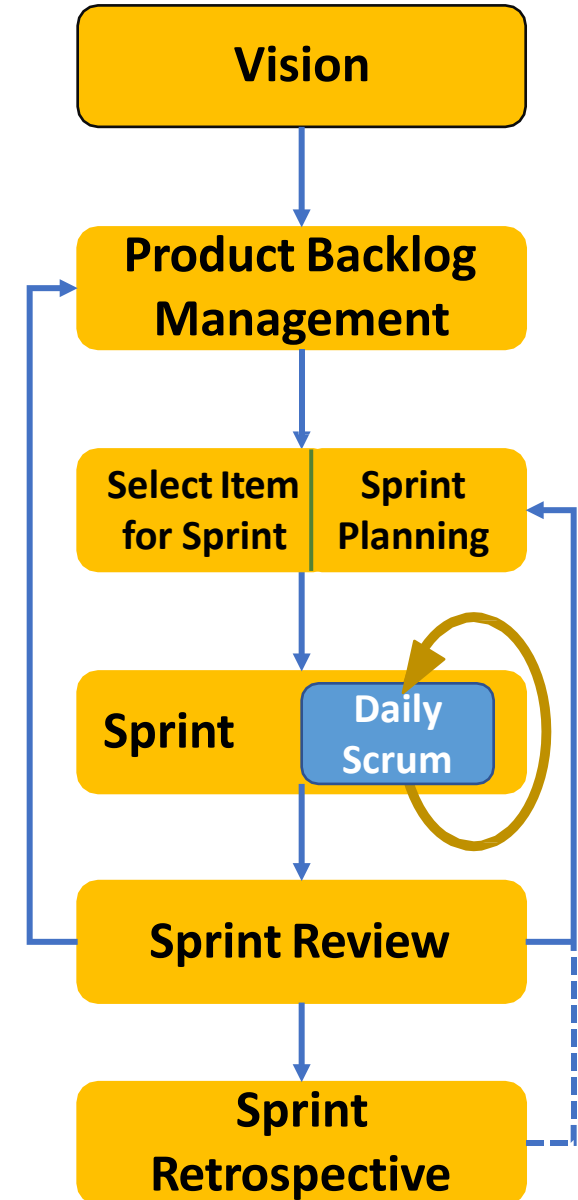 Vision
Product Backlog
Management
Select Item
for Sprint
Sprint
Planning
Sprint
Daily
Scrum
Sprint Review
Sprint
Retrospective